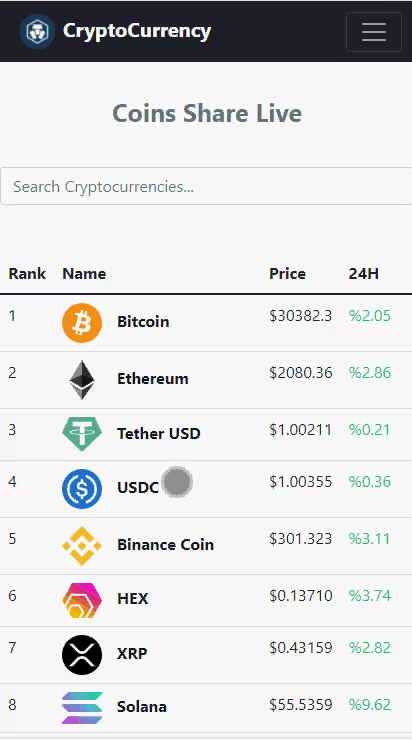 CryptoCurrency
Coins Share Live
Search Cryptocurrencies...
Rank Name Price 24H
1 Bitcoin $30382.3 %2.05
2 Ethereum $2080.36 %2.86
3 Tether USD $1.00211 %0.21
4 USDC $1.00355 %0.36
5 Binance Coin $301.323 %3.11
6 HEX $0.13710 %3.74
7 XRP $0.43159 %2.82
8 Solana $55.5359 %9.62